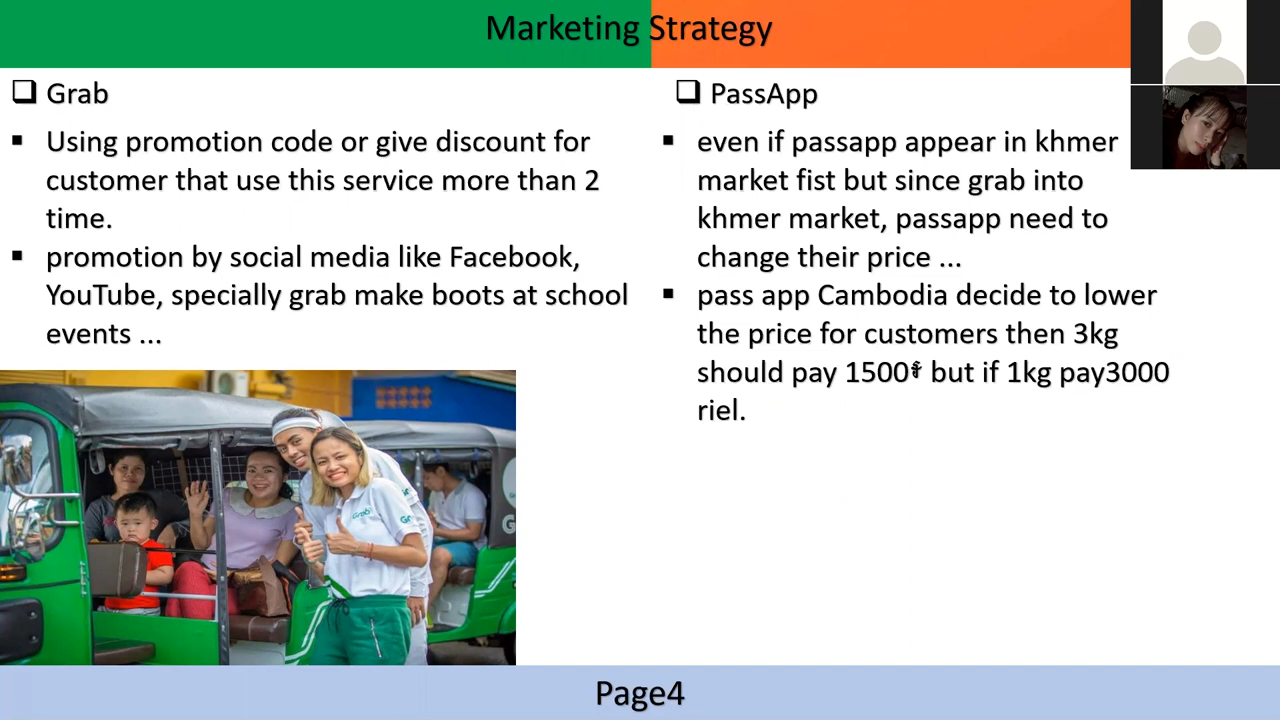 Marketing Strategy
Grab
Using promotion code or give discount for
customer that use this service more than 2
time.
promotion by social media like Facebook,
YouTube, specially grab make boots at school
events ...
PassApp
even if passapp appear in khmer
market fist but since grab into
khmer market, passapp need to
change their price ...
pass app Cambodia decide to lower
the price for customers then 3kg
should pay 1500៛ but if 1kg pay3000
riel.
Grab
Page4